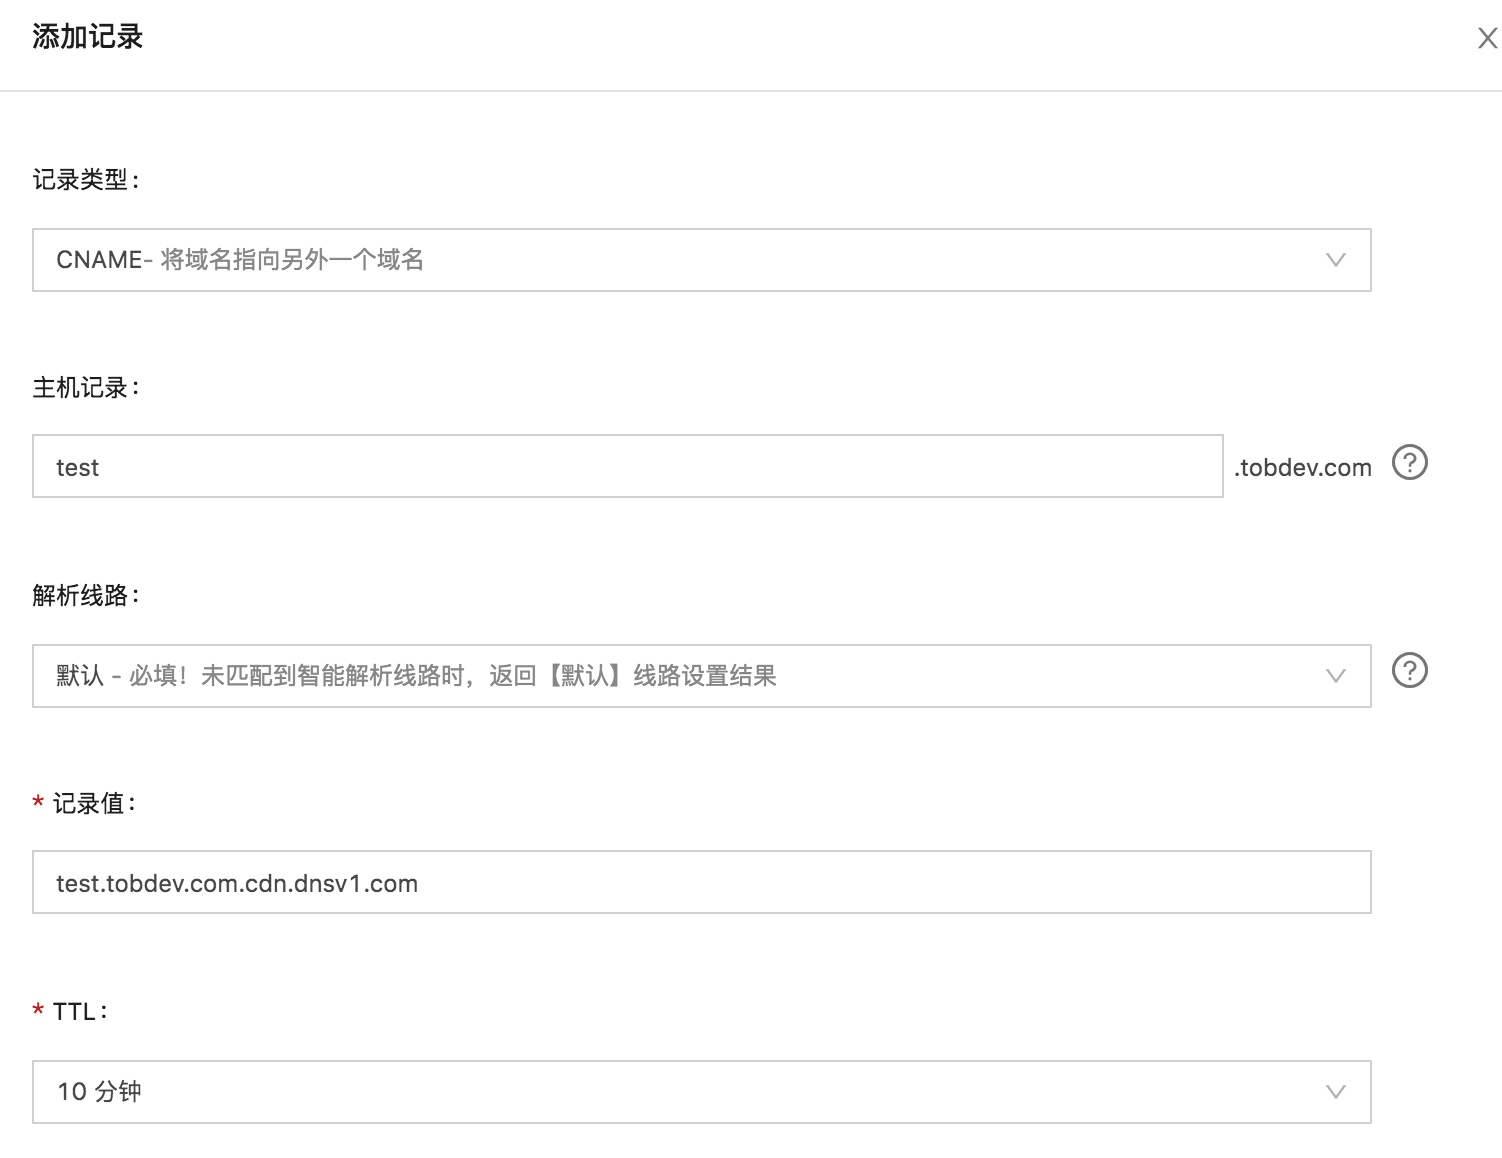 添加记录
记录类型：
CNAME- 将域名指向另外一个域名
主机记录：
test .tobdev.com
解析线路：
默认 - 必填！未匹配到智能解析线路时，返回【默认】线路设置结果
* 记录值：
test.tobdev.com.cdn.dnsv1.com
* TTL：
10 分钟